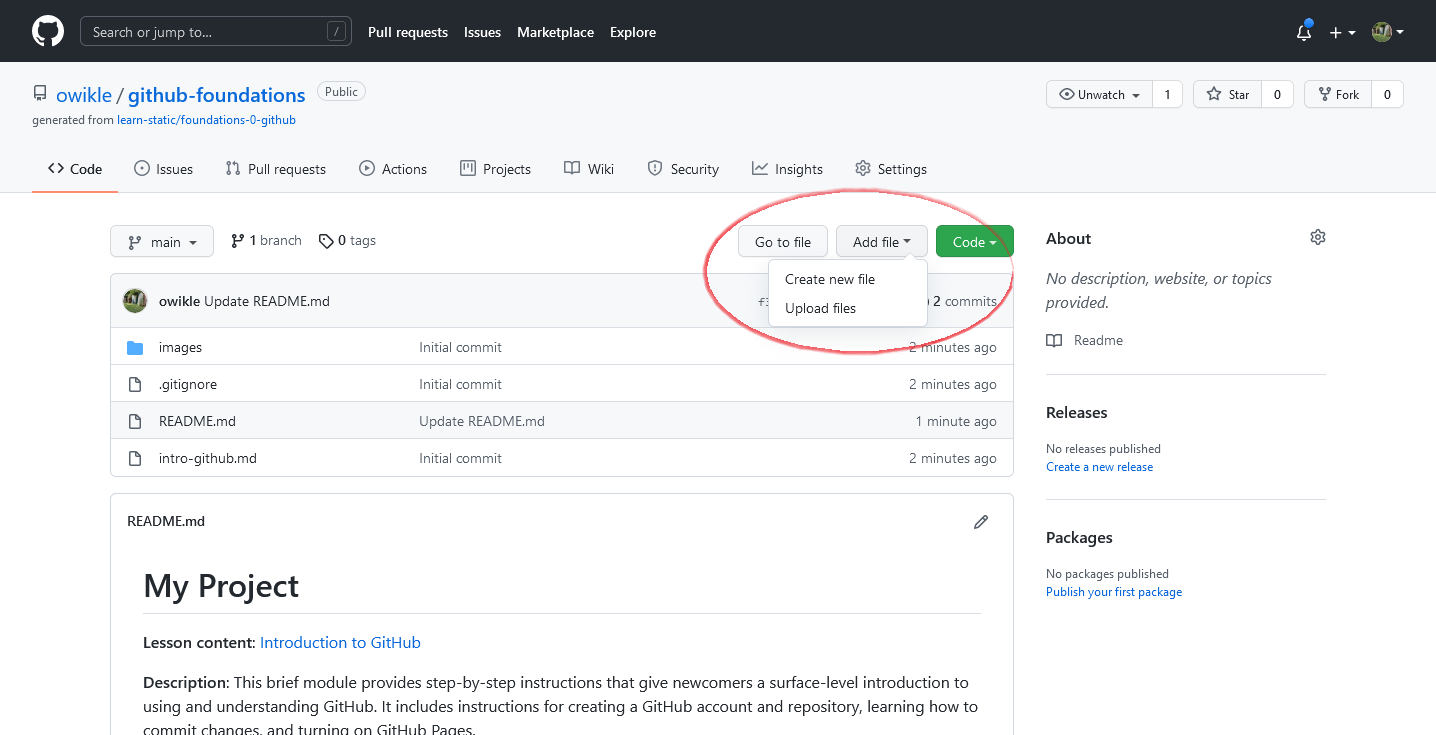 Search or jump to... / Pull requests Issues Marketplace Explore
owikle / github-foundations Public Unwatch 1 Star 0 Fork 0
generated from learn-static/foundations-0-github
Code Issues Pull requests Actions Projects Wiki Security Insights Settings
main 1 branch 0 tags Go to file Add file Code
Create new file
Upload files
owikle Update README.md 2 commits
images Initial commit 2 minutes ago
.gitignore Initial commit 2 minutes ago
README.md Update README.md 1 minute ago
intro-github.md Initial commit 2 minutes ago
README.md
My Project
Lesson content: Introduction to GitHub
Description: This brief module provides step-by-step instructions that give newcomers a surface-level introduction to
using and understanding GitHub. It includes instructions for creating a GitHub account and repository, learning how to
commit changes, and turning on GitHub Pages.
About
No description, website, or topics
provided.
Readme
Releases
No releases published
Create a new release
Packages
No packages published
Publish your first package